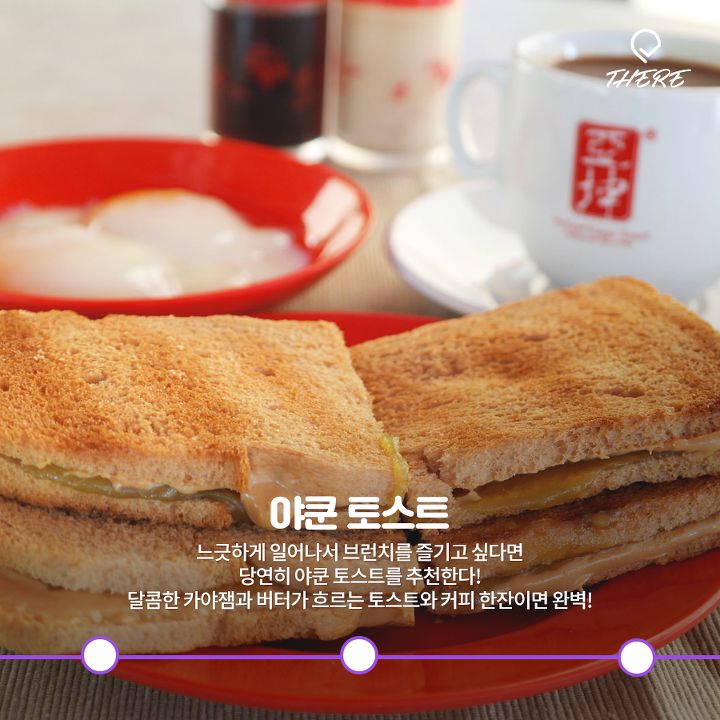 THERE
亞坤
야쿤 토스트
느긋하게 일어나서 브런치를 즐기고 싶다면
당연히 야쿤 토스트를 추천한다!
달콤한 카야잼과 버터가 흐르는 토스트와 커피 한잔이면 완벽!